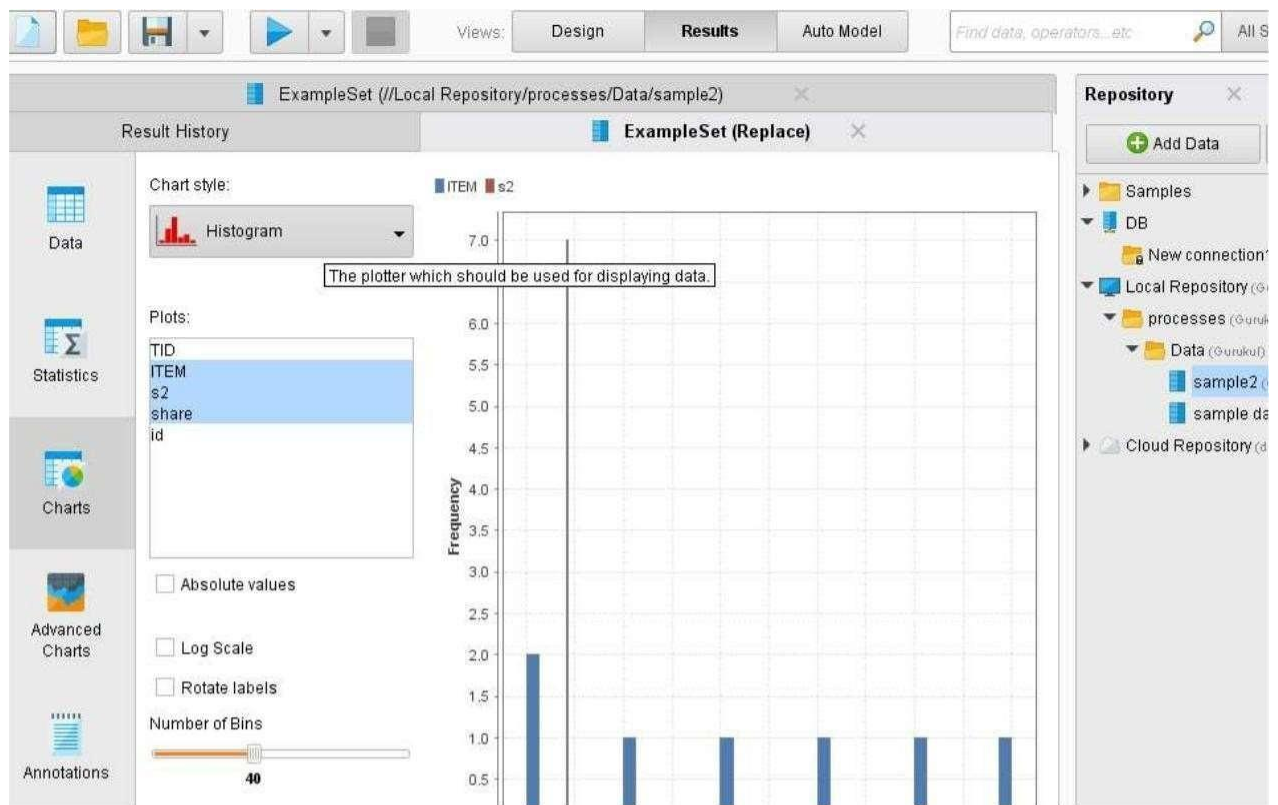 Views: Design Results Auto Model Find data, operators...etc All S
ExampleSet (//Local Repository/processes/Data/sample2)
Result History ExampleSet (Replace)
Data
Statistics
Charts
Advanced
Charts
Annotations
Chart style:
Histogram
The plotter which should be used for displaying data.
Plots:
TID
ITEM
s2
share
id
Absolute values
Log Scale
Rotate labels
Number of Bins
40
ITEM s2
Frequency
7.0
6.0
5.5
5.0
4.5
4.0
3.5
3.0
2.5
2.0
1.5
1.0
0.5
Repository
Add Data
Samples
DB
New connection
Local Repository
processes
Data (Gurukul)
sample2
sample da
Cloud Repository